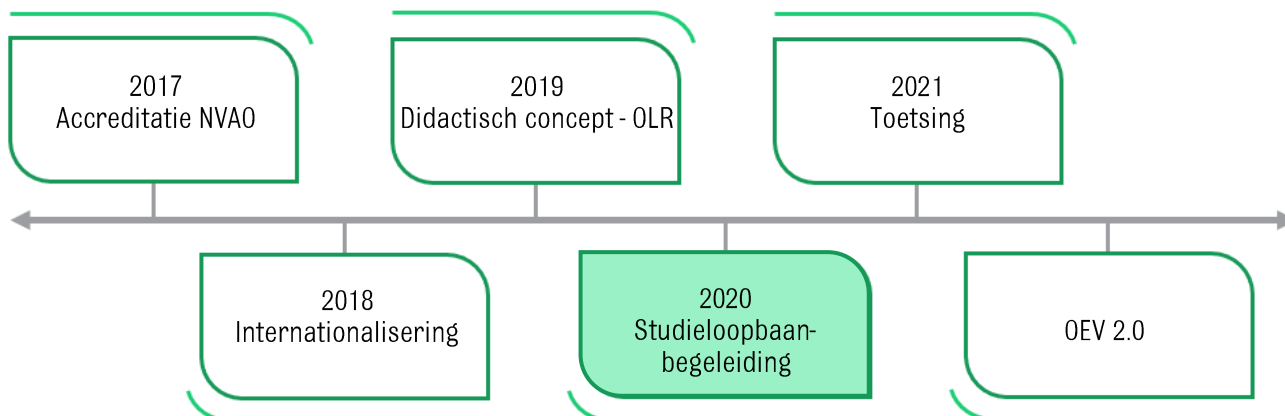 2017
Accreditatie NVAO
2018
Internationalisering
2019
Didactisch concept - OLR
2020
Studieloopbaan-
begeleiding
2021
Toetsing
OEV 2.0